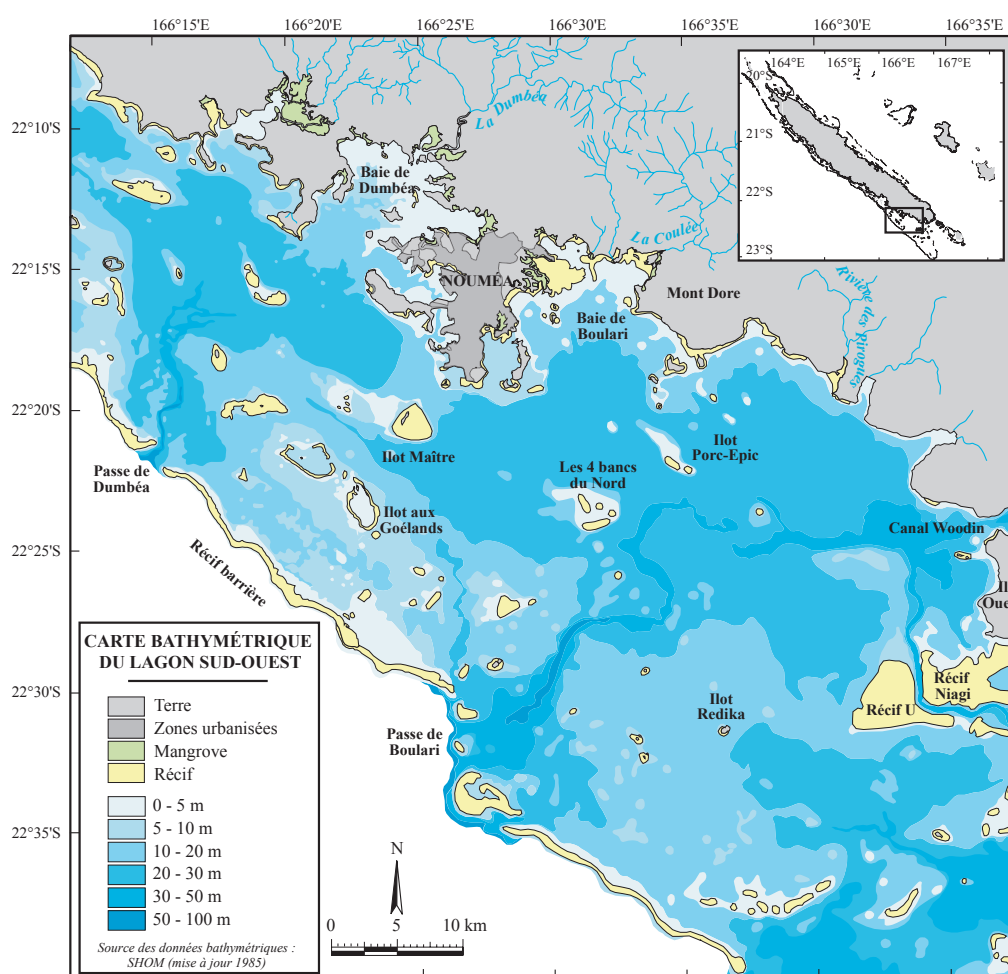 166°15'E 166°20'E 166°25'E 166°30'E 166°35'E 166°30'E 166°35'E
164°E 165°E 166°E 167°E
20°S
21°S
22°S
23°S
22°10'S
22°15'S
22°20'S
22°25'S
22°30'S
22°35'S
La Dumbéa
Baie de
Dumbéa
La Coulée
NOUMÉA
Mont Dore
Rivière des Pirogues
Baie de
Boulari
Ilot Maître
Ilot
Porc-Epic
Passe de
Dumbéa
Les 4 bancs
du Nord
Ilot aux
Goélands
Canal Woodin
Récif barrière
Il
Oue
Récif
Niagi
Récif U
Ilot
Redika
Passe de
Boulari
CARTE BATHYMÉTRIQUE
DU LAGON SUD-OUEST
Terre
Zones urbanisées
Mangrove
Récif
0 - 5 m
5 - 10 m
10 - 20 m
20 - 30 m
30 - 50 m
50 - 100 m
Source des données bathymétriques :
SHOM (mise à jour 1985)
N
0 5 10 km